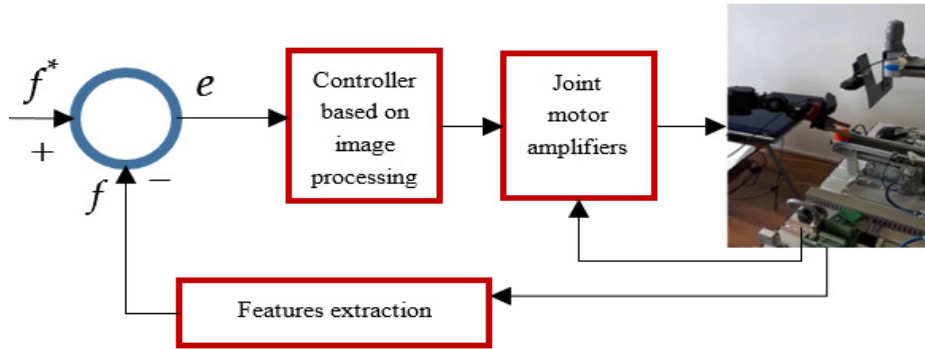 f*
+
e
f
−
Controller
based on
image
processing
Joint
motor
amplifiers
Features extraction